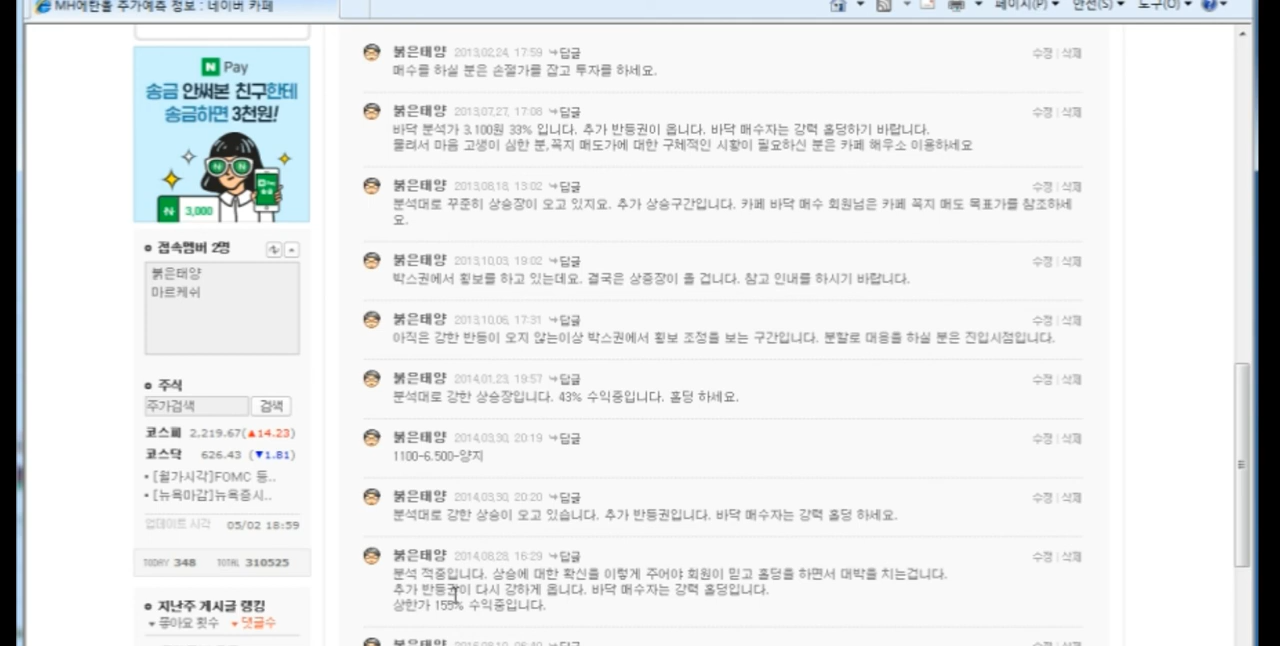 MH에탄올 주가예측 정보 : 네이버 카페
페이지(P) 안전(S) 도구(O)
N Pay
송금 안써본 친구한테
송금하면 3천원!
N 3,000
접속멤버 2명
붉은태양
마르케쉬
주식
주가검색 검색
코스피 2,219.67(▲14.23)
코스닥 626.43 (▼1.81)
• [월가시각]FOMC 등..
• [뉴욕마감]뉴욕증시..
업데이트 시각 05/02 18:59
TODAY 348 TOTAL 310525
지난주 게시글 랭킹
▾ 좋아요 횟수 ▾ 댓글수
붉은태양 2013.02.24. 17:59 답글 수정 | 삭제
매수를 하실 분은 손절가를 잡고 투자를 하세요.
붉은태양 2013.07.27. 17:08 답글 수정 | 삭제
바닥 분석가 3.100원 33% 입니다. 추가 반등권이 옵니다. 바닥 매수자는 강력 홀딩하기 바랍니다.
물려서 마음 고생이 심한 분,꼭지 매도가에 대한 구체적인 시황이 필요하신 분은 카페 해우소 이용하세요
붉은태양 2013.08.18. 13:02 답글 수정 | 삭제
분석대로 꾸준히 상승장이 오고 있지요. 추가 상승구간입니다. 카페 바닥 매수 회원님은 카페 꼭지 매도 목표가를 참조하세
요.
붉은태양 2013.10.03. 19:02 답글 수정 | 삭제
박스권에서 횡보를 하고 있는데요. 결국은 상증장이 올 겁니다. 참고 인내를 하시기 바랍니다.
붉은태양 2013.10.06. 17:31 답글 수정 | 삭제
아직은 강한 반등이 오지 않는이상 박스권에서 횡보 조정를 보는 구간입니다. 분할로 대응를 하실 분은 진입시점입니다.
붉은태양 2014.01.23. 19:57 답글 수정 | 삭제
분석대로 강한 상승장입니다. 43% 수익중입니다. 홀딩 하세요.
붉은태양 2014.03.30. 20:19 답글 수정 | 삭제
1100-6.500-양지
붉은태양 2014.03.30. 20:20 답글 수정 | 삭제
분석대로 강한 상승이 오고 있습니다. 추가 반등권입니다. 바닥 매수자는 강력 홀딩 하세요.
붉은태양 2014.08.28. 16:29 답글 수정 | 삭제
분석 적중입니다. 상승에 대한 확신을 이렇게 주어야 회원이 믿고 홀딩을 하면서 대박을 치는겁니다.
추가 반등권이 다시 강하게 옵니다. 바닥 매수자는 강력 홀딩입니다.
상한가 155% 수익중입니다.